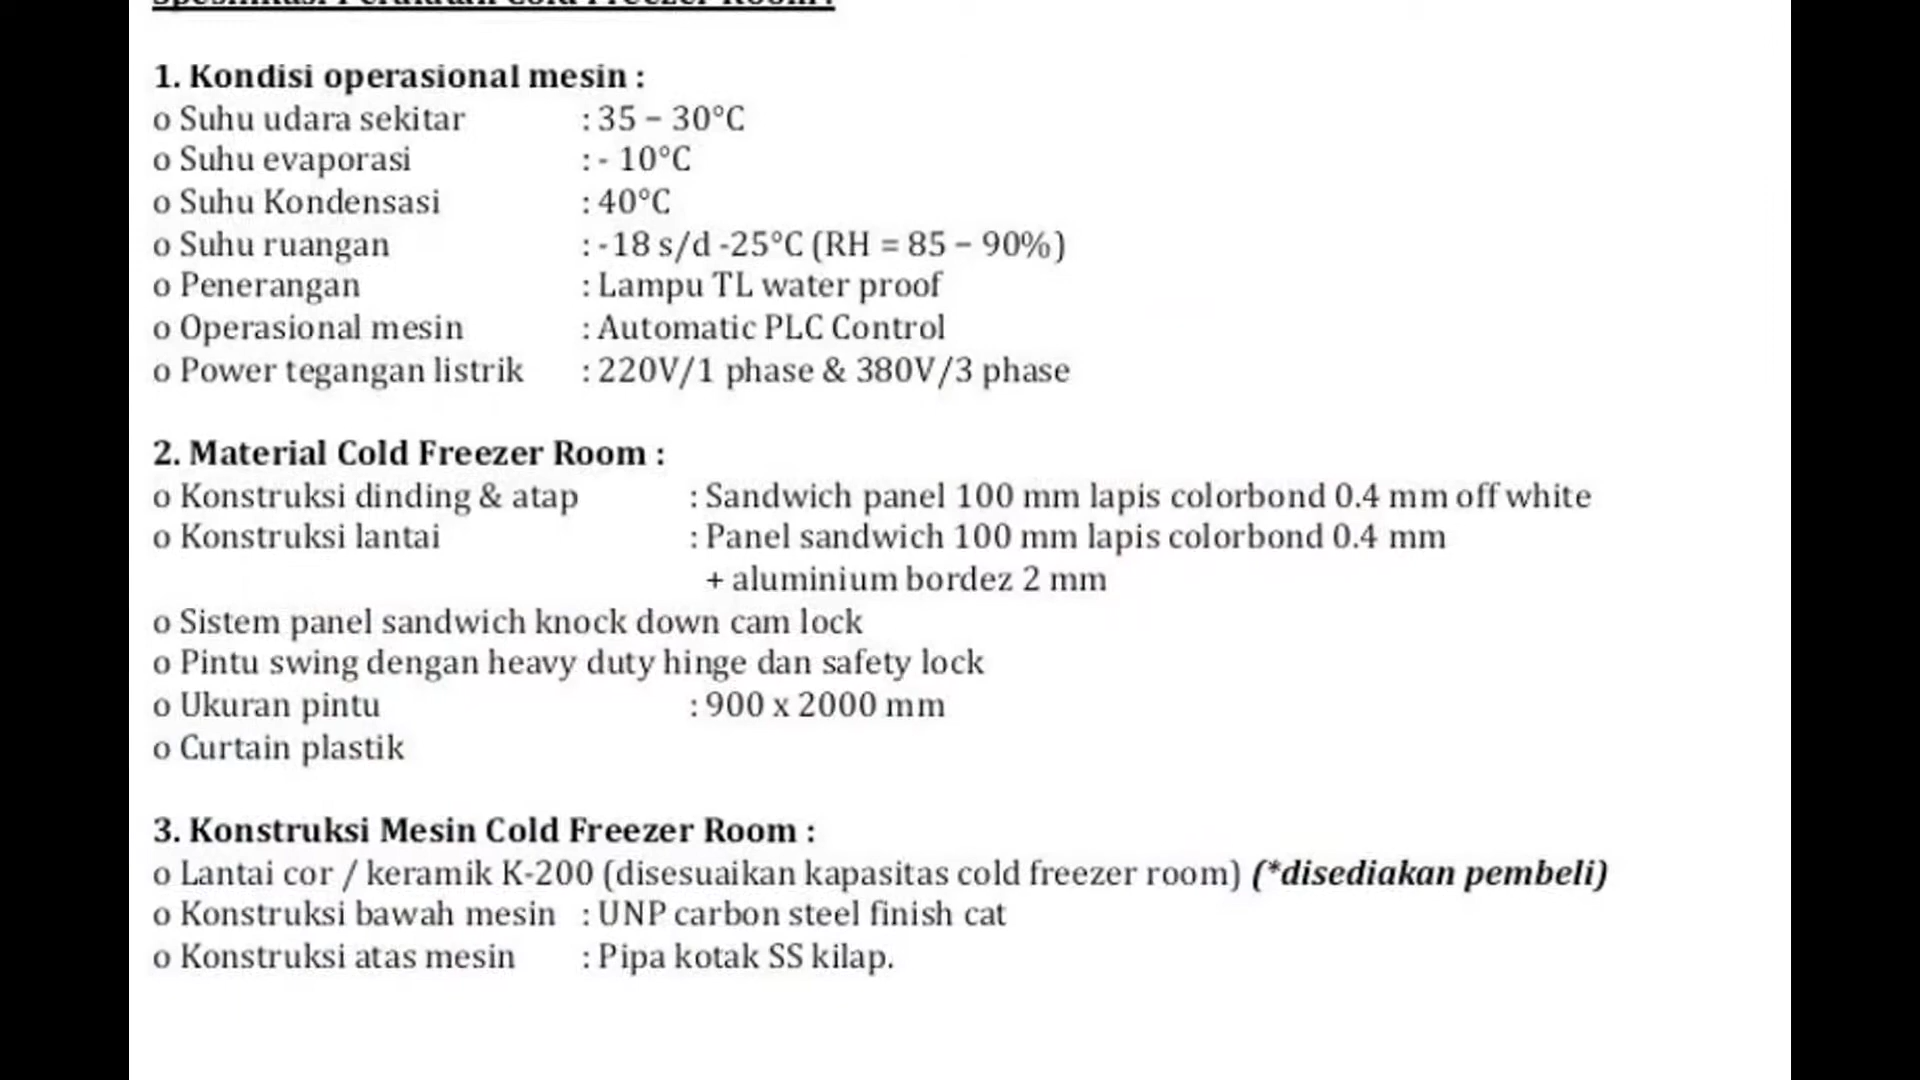 1. Kondisi operasional mesin :
o Suhu udara sekitar : 35 – 30°C
o Suhu evaporasi : - 10°C
o Suhu Kondensasi : 40°C
o Suhu ruangan : -18 s/d -25°C (RH = 85 – 90%)
o Penerangan : Lampu TL water proof
o Operasional mesin : Automatic PLC Control
o Power tegangan listrik : 220V/1 phase & 380V/3 phase
2. Material Cold Freezer Room :
o Konstruksi dinding & atap : Sandwich panel 100 mm lapis colorbond 0.4 mm off white
o Konstruksi lantai : Panel sandwich 100 mm lapis colorbond 0.4 mm
+ aluminium bordez 2 mm
o Sistem panel sandwich knock down cam lock
o Pintu swing dengan heavy duty hinge dan safety lock
o Ukuran pintu : 900 x 2000 mm
o Curtain plastik
3. Konstruksi Mesin Cold Freezer Room :
o Lantai cor / keramik K-200 (disesuaikan kapasitas cold freezer room) (*disediakan pembeli)
o Konstruksi bawah mesin : UNP carbon steel finish cat
o Konstruksi atas mesin : Pipa kotak SS kilap.